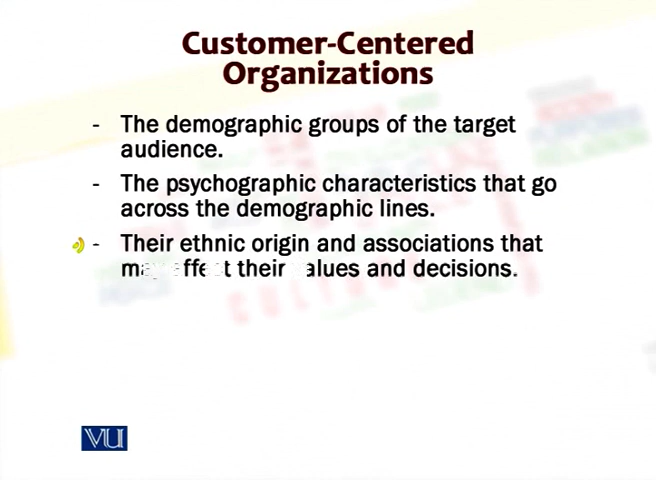 Customer-Centered
Organizations
- The demographic groups of the target
audience.
- The psychographic characteristics that go
across the demographic lines.
- Their ethnic origin and associations that
their and decisions.
VU